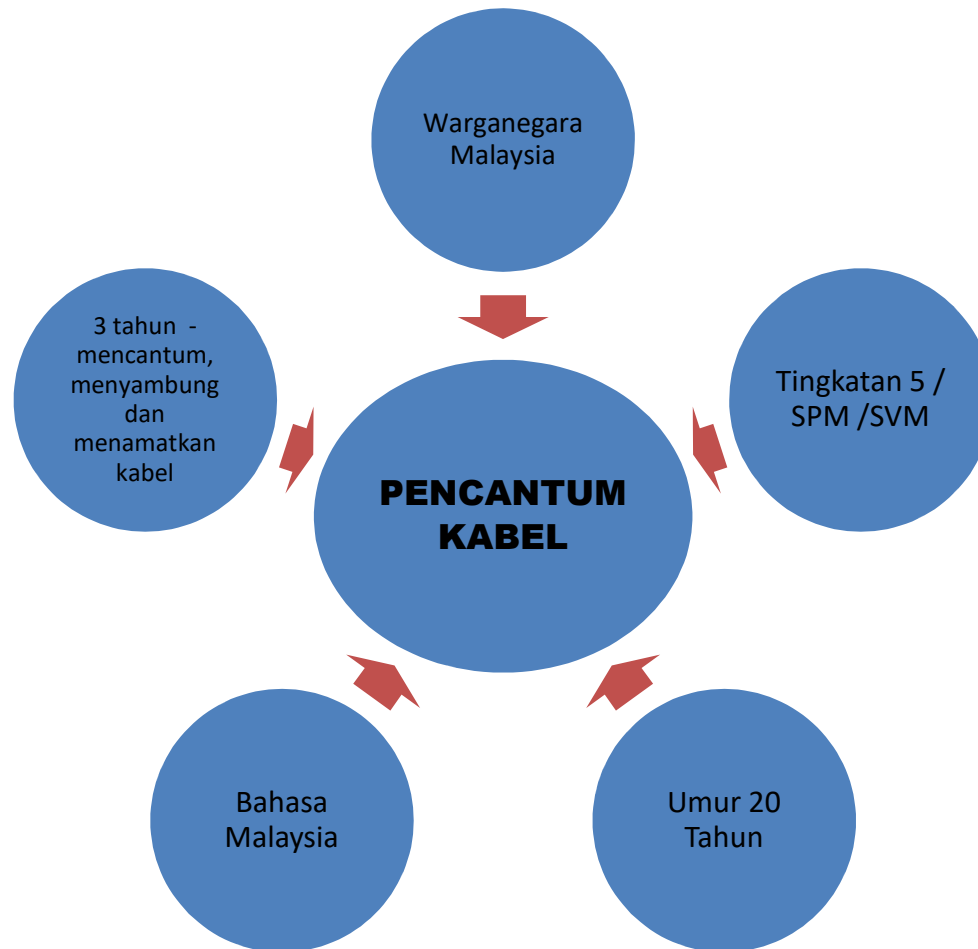 Warganegara
Malaysia
3 tahun  -
mencantum,
menyambung
dan
menamatkan
kabel
Tingkatan 5 /
SPM /SVM
PENCANTUM
KABEL
Bahasa
Malaysia
Umur 20
Tahun